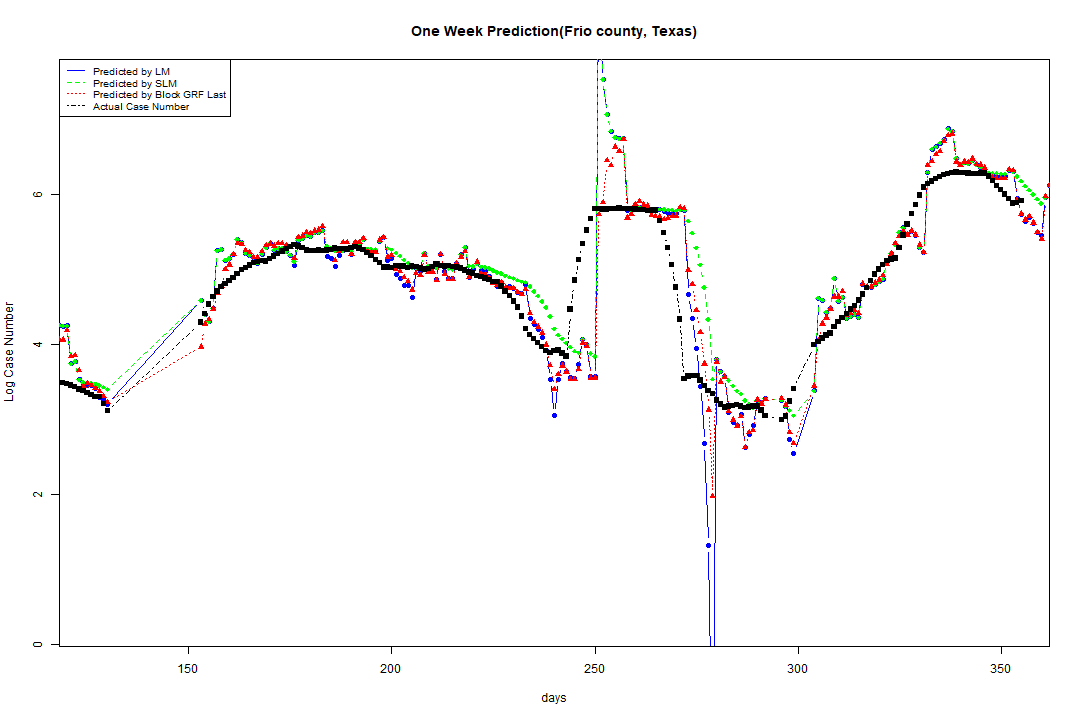 One Week Prediction(Frio county, Texas)
Predicted by LM
Predicted by SLM
Predicted by Block GRF Last
Actual Case Number
Log Case Number
6
4
2
0
150 200 250 300 350
days